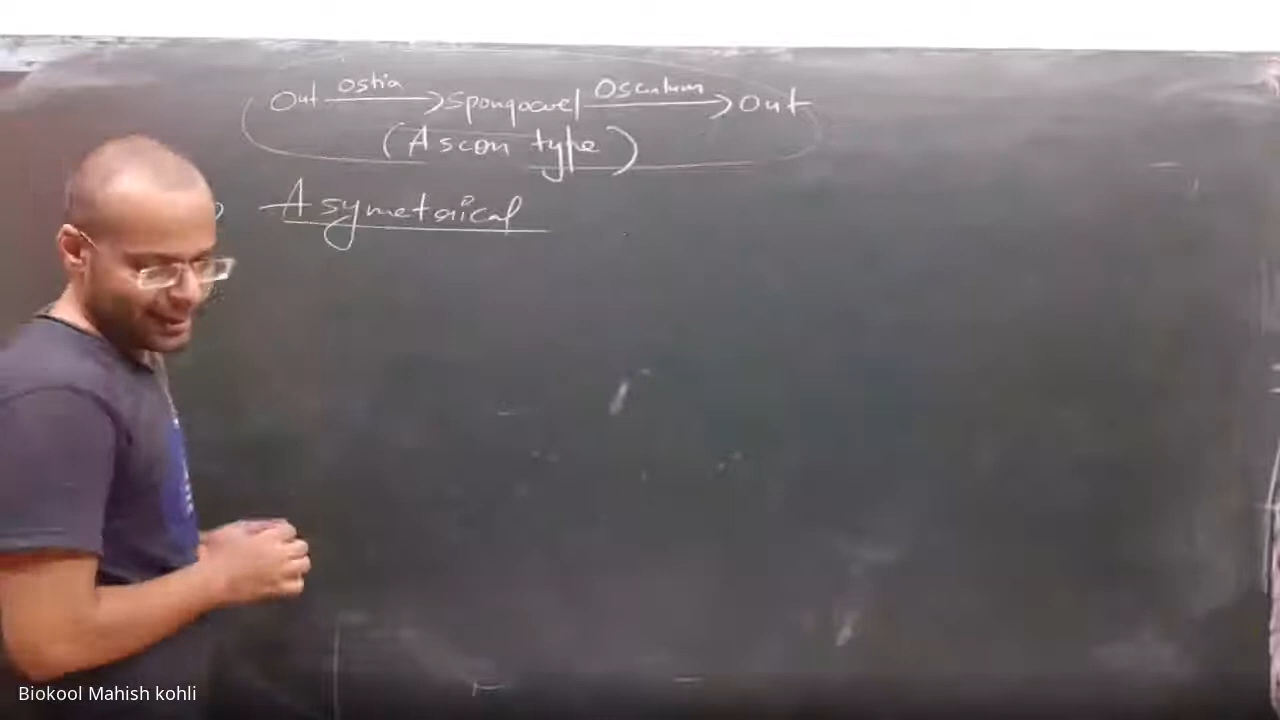 Out ostia → Spongocoel Osculum → Out
(Ascon type)
Asymetrical
Biokool Mahish kohli